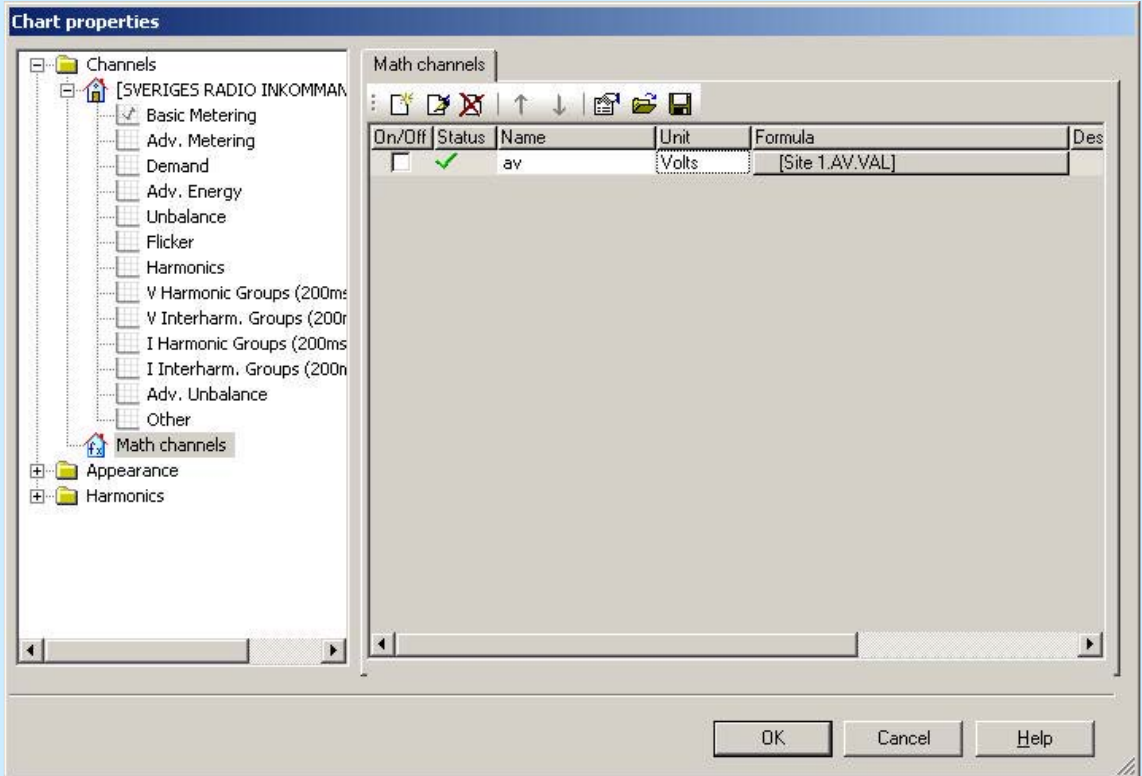 Chart properties
Channels
[SVERIGES RADIO INKOMMAN
Basic Metering
Adv. Metering
Demand
Adv. Energy
Unbalance
Flicker
Harmonics
V Harmonic Groups (200ms
V Interharm. Groups (200r
I Harmonic Groups (200ms
I Interharm. Groups (200n
Adv. Unbalance
Other
fx Math channels
Appearance
Harmonics
Math channels
On/Off Status Name Unit Formula Des
av Volts [Site 1.AV.VAL]
OK Cancel Help